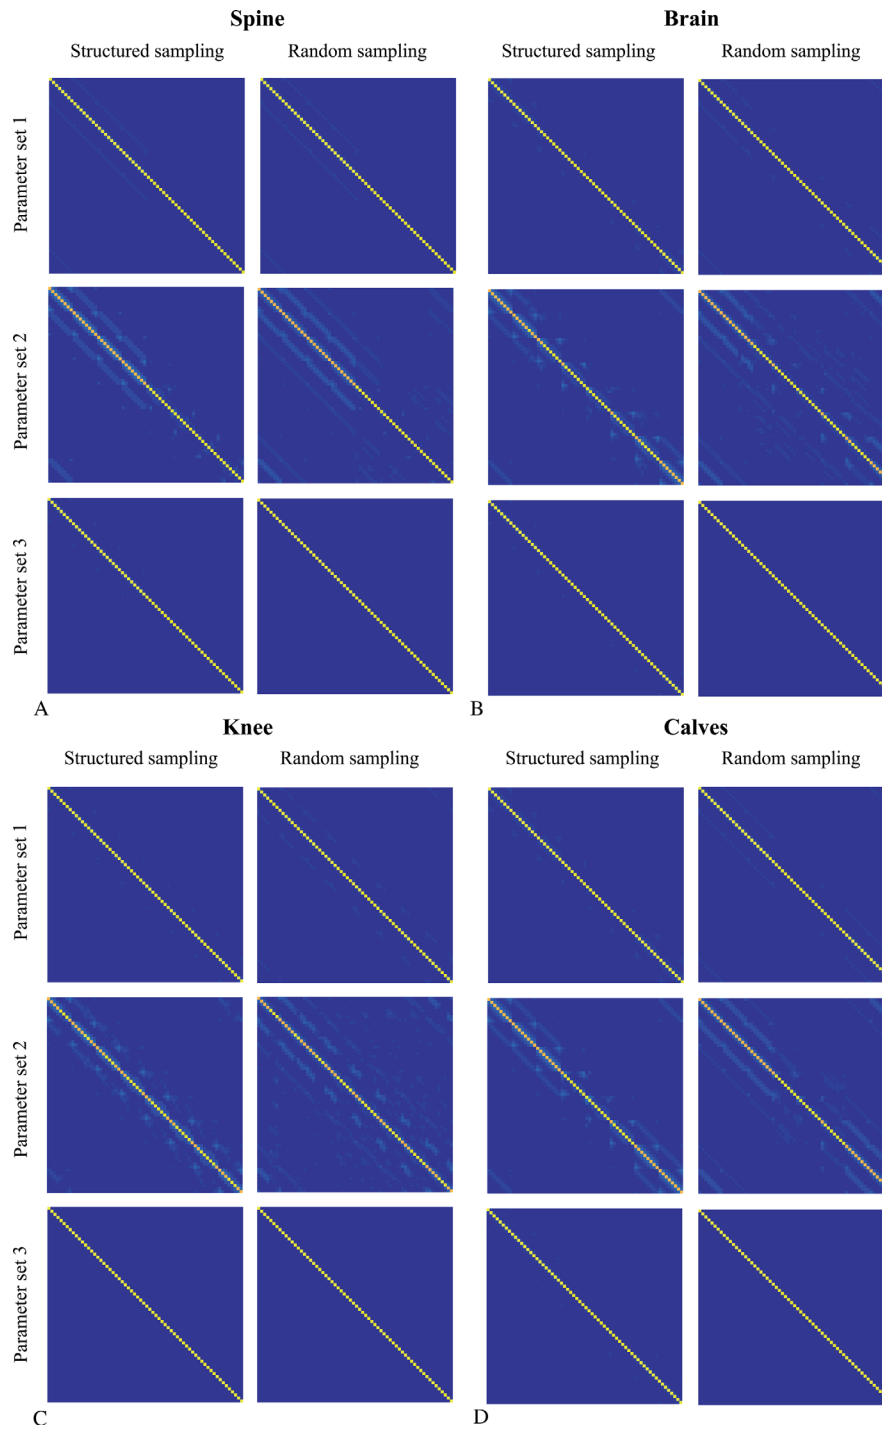 Spine
Structured sampling
Random sampling
Parameter set 1
Parameter set 2
Parameter set 3
A
Brain
Structured sampling
Random sampling
B
Knee
Structured sampling
Random sampling
Parameter set 1
Parameter set 2
Parameter set 3
C
Calves
Structured sampling
Random sampling
D